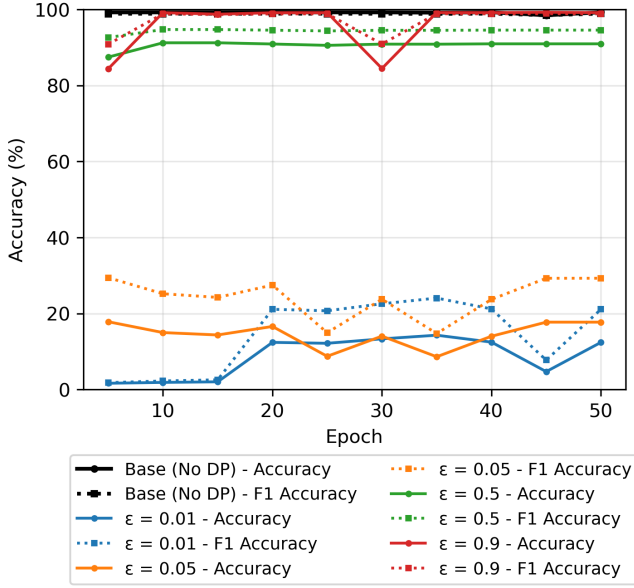 100
80
60
40
20
0
Accuracy (%)
10
20
30
40
50
Epoch
Base (No DP) - Accuracy
Base (No DP) - F1 Accuracy
ε = 0.01 - Accuracy
ε = 0.01 - F1 Accuracy
ε = 0.05 - Accuracy
ε = 0.05 - F1 Accuracy
ε = 0.5 - Accuracy
ε = 0.5 - F1 Accuracy
ε = 0.9 - Accuracy
ε = 0.9 - F1 Accuracy